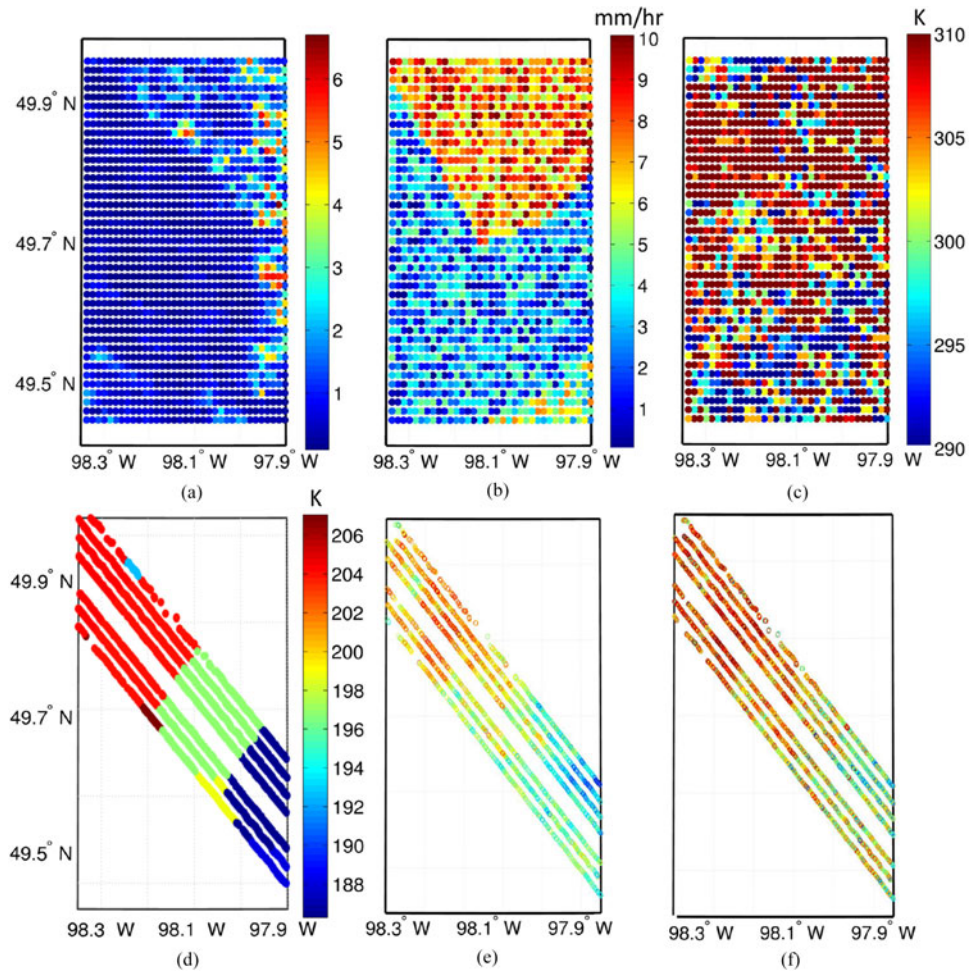 mm/hr
K
6
5
4
3
2
1
10
9
8
7
6
5
4
3
2
1
310
305
300
295
290
49.9° N
49.7° N
49.5° N
98.3° W 98.1° W 97.9° W
98.3° W 98.1° W 97.9° W
98.3° W 98.1° W 97.9° W
(a)
(b)
(c)
K
206
204
202
200
198
196
194
192
190
188
49.9° N
49.7° N
49.5° N
98.3° W 98.1° W 97.9° W
98.3° W 98.1° W 97.9° W
98.3° W 98.1° W 97.9° W
(d)
(e)
(f)